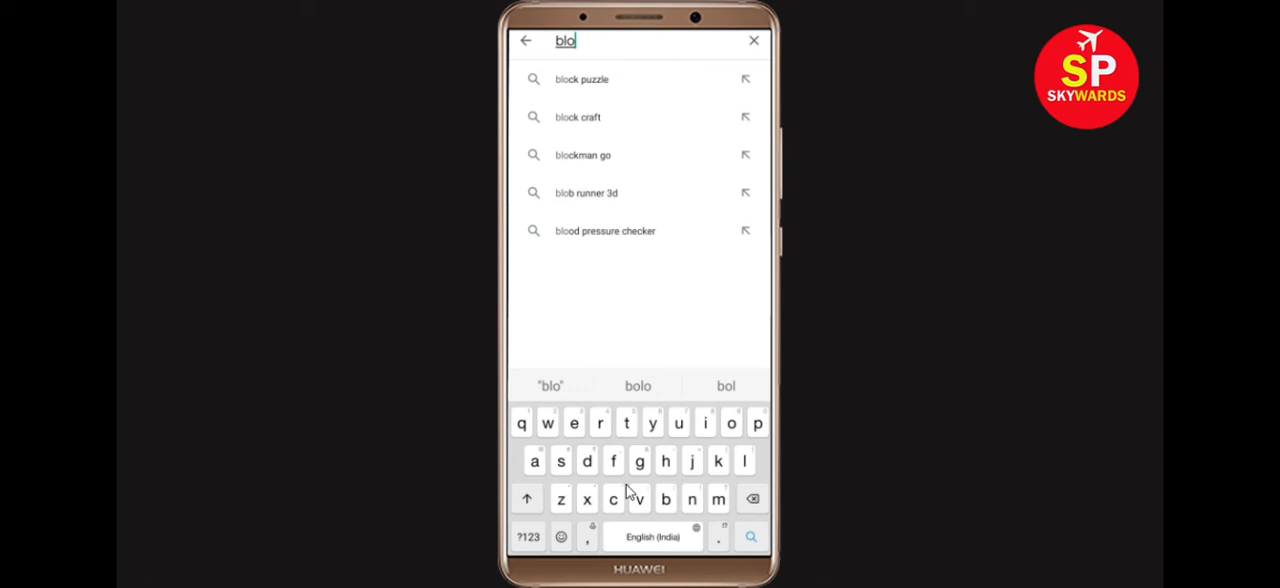 blo
SP
SKYWARDS
block puzzle
block craft
blockman go
blob runner 3d
blood pressure checker
"blo" bolo bol
q w e r t y u i o p
a s d f g h j k l
z x c v b n m
?123 , English (India) .
HUAWEI